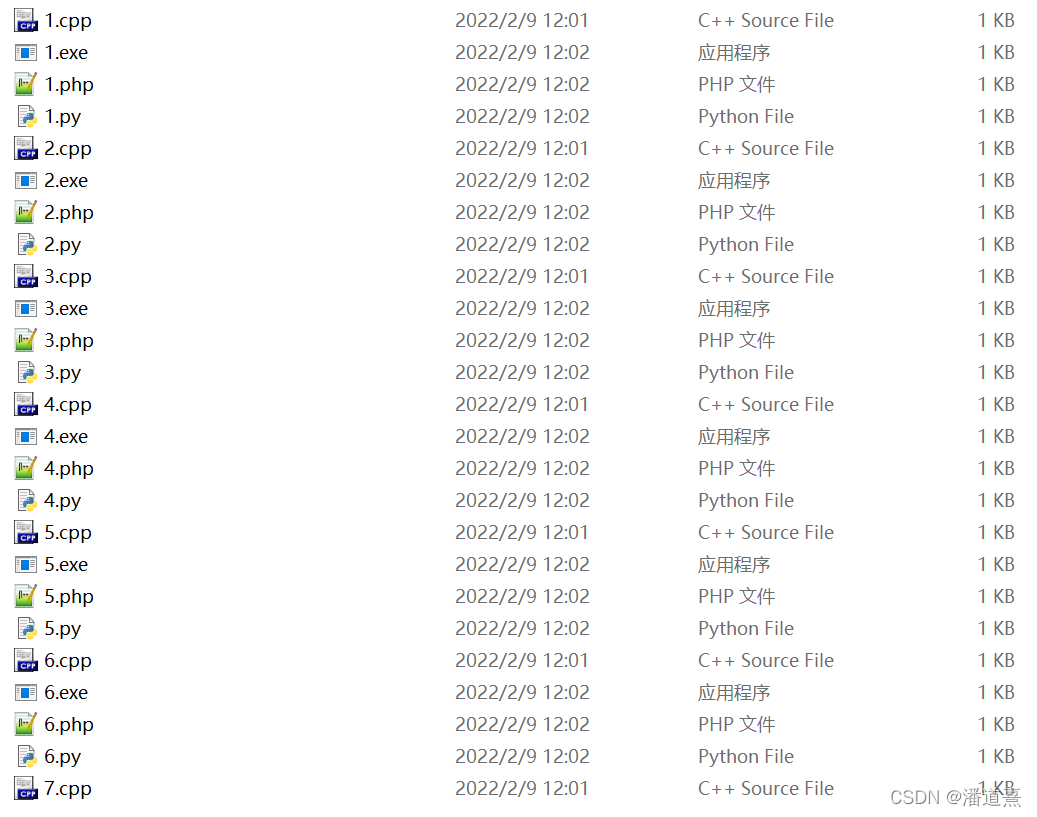 1.cpp 2022/2/9 12:01 C++ Source File 1 KB
1.exe 2022/2/9 12:02 应用程序 1 KB
1.php 2022/2/9 12:02 PHP 文件 1 KB
1.py 2022/2/9 12:02 Python File 1 KB
2.cpp 2022/2/9 12:01 C++ Source File 1 KB
2.exe 2022/2/9 12:02 应用程序 1 KB
2.php 2022/2/9 12:02 PHP 文件 1 KB
2.py 2022/2/9 12:02 Python File 1 KB
3.cpp 2022/2/9 12:01 C++ Source File 1 KB
3.exe 2022/2/9 12:02 应用程序 1 KB
3.php 2022/2/9 12:02 PHP 文件 1 KB
3.py 2022/2/9 12:02 Python File 1 KB
4.cpp 2022/2/9 12:01 C++ Source File 1 KB
4.exe 2022/2/9 12:02 应用程序 1 KB
4.php 2022/2/9 12:02 PHP 文件 1 KB
4.py 2022/2/9 12:02 Python File 1 KB
5.cpp 2022/2/9 12:01 C++ Source File 1 KB
5.exe 2022/2/9 12:02 应用程序 1 KB
5.php 2022/2/9 12:02 PHP 文件 1 KB
5.py 2022/2/9 12:02 Python File 1 KB
6.cpp 2022/2/9 12:01 C++ Source File 1 KB
6.exe 2022/2/9 12:02 应用程序 1 KB
6.php 2022/2/9 12:02 PHP 文件 1 KB
6.py 2022/2/9 12:02 Python File 1 KB
7.cpp 2022/2/9 12:01 C++ Source File 1 KB
CSDN @潘道熹